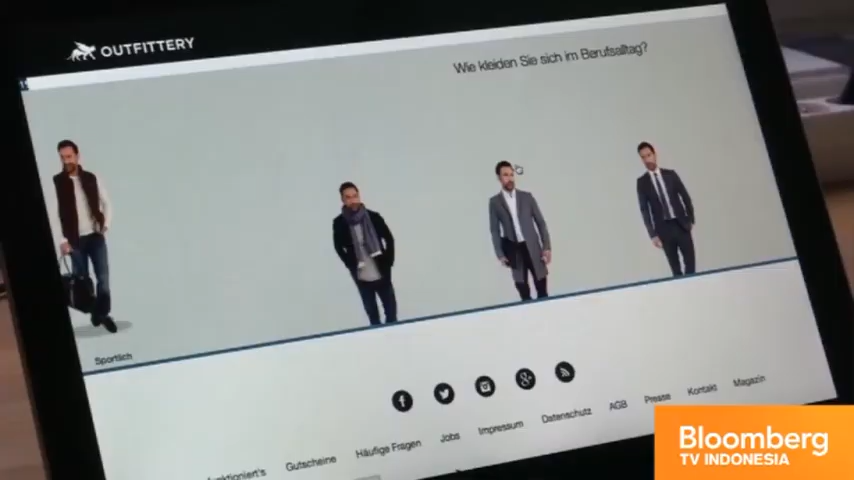 OUTFITTERY
Wie kleiden Sie sich im Berufsalltag?
Sportlich
Gutscheine Häufige Fragen Jobs Impressum Datenschutz AGB Presse Kontakt Magazin
Bloomberg
TV INDONESIA